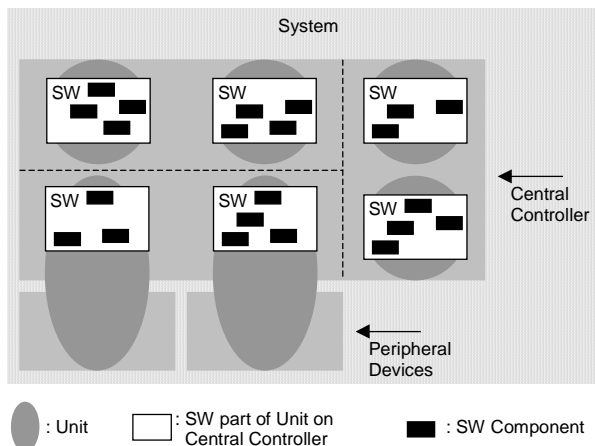 System
SW
SW
SW
SW
SW
SW
Central
Controller
Peripheral
Devices
: Unit
: SW part of Unit on
Central Controller
: SW Component